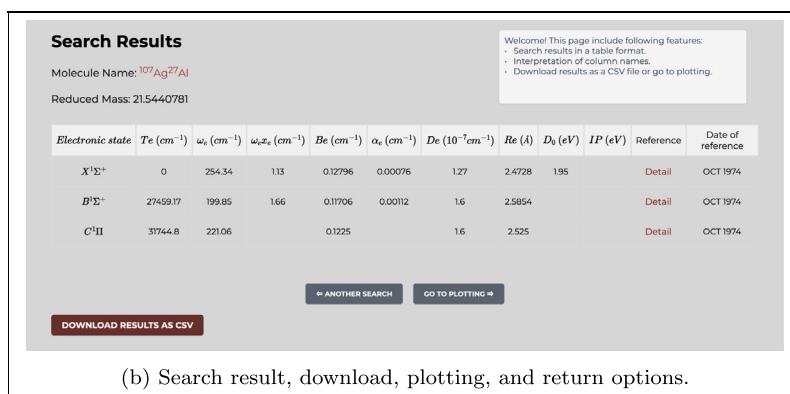 Search Results
Welcome! This page include following features:
• Search results in a table format.
• Interpretation of column names.
• Download results as a CSV file or go to plotting.
Molecule Name: ¹⁰⁷Ag²⁷Al
Reduced Mass: 21.5440781
Electronic state Te (cm⁻¹) ωₑ (cm⁻¹) ωₑxₑ (cm⁻¹) Be (cm⁻¹) αₑ (cm⁻¹) De (10⁻⁷cm⁻¹) Re (Å) D₀ (eV) IP (eV) Reference Date of reference
X¹Σ⁺ 0 254.34 1.13 0.12796 0.00076 1.27 2.4728 1.95 Detail OCT 1974
B¹Σ⁺ 27459.17 199.85 1.66 0.11706 0.00112 1.6 2.5854 Detail OCT 1974
C¹Π 31744.8 221.06 0.1225 1.6 2.525 Detail OCT 1974
⇐ ANOTHER SEARCH GO TO PLOTTING ⇒
DOWNLOAD RESULTS AS CSV
(b) Search result, download, plotting, and return options.